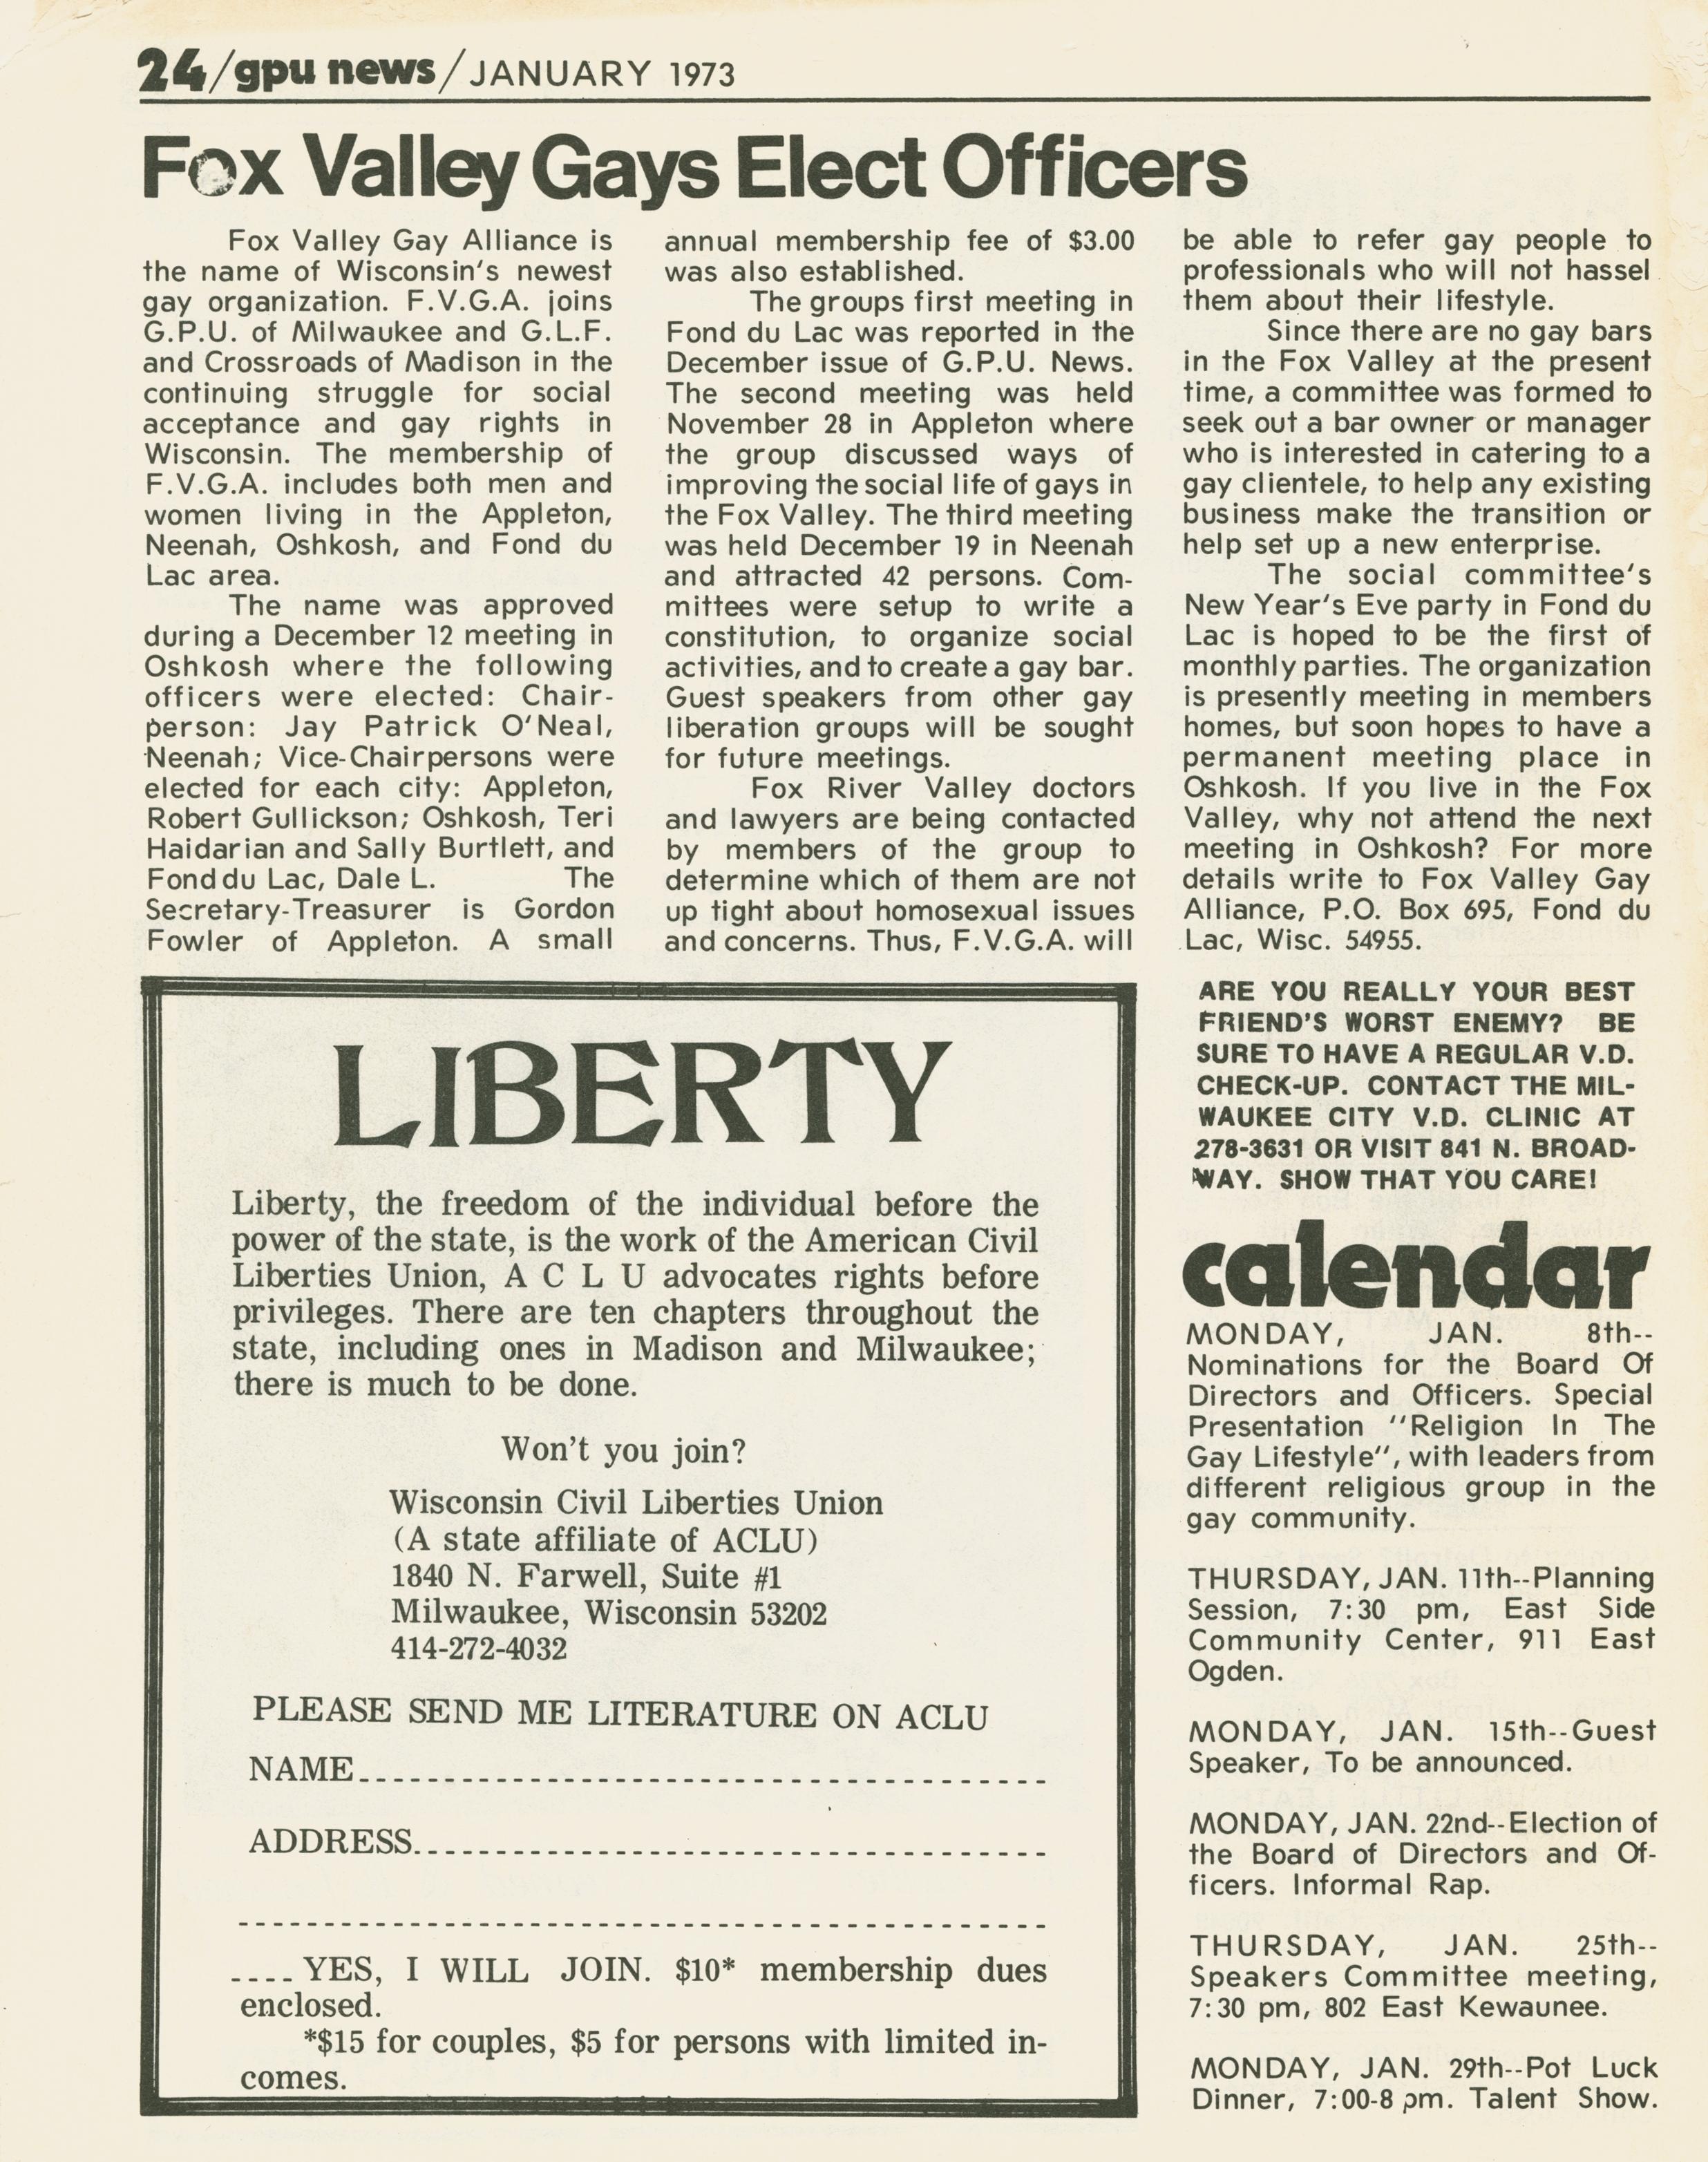 24/gpu news/JANUARY 1973
Fox Valley Gays Elect Officers
Fox Valley Gay Alliance is
the name of Wisconsin's newest
gay organization. F.V.G.A. joins
G.P.U. of Milwaukee and G.L.F.
and Crossroads of Madison in the
continuing struggle for social
acceptance and gay rights in
Wisconsin. The membership of
F.V.G.A. includes both men and
women living in the Appleton,
Neenah, Oshkosh, and Fond du
Lac area.
The name was approved
during a December 12 meeting in
Oshkosh where the following
officers were elected: Chair-
person: Jay Patrick O'Neal,
Neenah; Vice-Chairpersons were
elected for each city: Appleton,
Robert Gullickson; Oshkosh, Teri
Haidarian and Sally Burtlett, and
Fond du Lac, Dale L. The
Secretary-Treasurer is Gordon
Fowler of Appleton. A small
annual membership fee of $3.00
was also established.
The groups first meeting in
Fond du Lac was reported in the
December issue of G.P.U. News.
The second meeting was held
November 28 in Appleton where
the group discussed ways of
improving the social life of gays in
the Fox Valley. The third meeting
was held December 19 in Neenah
and attracted 42 persons. Com-
mittees were setup to write a
constitution, to organize social
activities, and to create a gay bar.
Guest speakers from other gay
liberation groups will be sought
for future meetings.
Fox River Valley doctors
and lawyers are being contacted
by members of the group to
determine which of them are not
up tight about homosexual issues
and concerns. Thus, F.V.G.A. will
be able to refer gay people to
professionals who will not hassel
them about their lifestyle.
Since there are no gay bars
in the Fox Valley at the present
time, a committee was formed to
seek out a bar owner or manager
who is interested in catering to a
gay clientele, to help any existing
business make the transition or
help set up a new enterprise.
The social committee's
New Year's Eve party in Fond du
Lac is hoped to be the first of
monthly parties. The organization
is presently meeting in members
homes, but soon hopes to have a
permanent meeting place in
Oshkosh. If you live in the Fox
Valley, why not attend the next
meeting in Oshkosh? For more
details write to Fox Valley Gay
Alliance, P.O. Box 695, Fond du
Lac, Wisc. 54955.
LIBERTY
Liberty, the freedom of the individual before the
power of the state, is the work of the American Civil
Liberties Union, A C L U advocates rights before
privileges. There are ten chapters throughout the
state, including ones in Madison and Milwaukee;
there is much to be done.
Won't you join?
Wisconsin Civil Liberties Union
(A state affiliate of ACLU)
1840 N. Farwell, Suite #1
Milwaukee, Wisconsin 53202
414-272-4032
PLEASE SEND ME LITERATURE ON ACLU
NAME
ADDRESS
---- YES, I WILL JOIN. $10* membership dues
enclosed.
*$15 for couples, $5 for persons with limited in-
comes.
ARE YOU REALLY YOUR BEST
FRIEND'S WORST ENEMY? BE
SURE TO HAVE A REGULAR V.D.
CHECK-UP. CONTACT THE MIL-
WAUKEE CITY V.D. CLINIC AT
278-3631 OR VISIT 841 N. BROAD-
WAY. SHOW THAT YOU CARE!
calendar
MONDAY, JAN. 8th--
Nominations for the Board Of
Directors and Officers. Special
Presentation "Religion In The
Gay Lifestyle", with leaders from
different religious group in the
gay community.
THURSDAY, JAN. 11th--Planning
Session, 7:30 pm, East Side
Community Center, 911 East
Ogden.
MONDAY, JAN. 15th--Guest
Speaker, To be announced.
MONDAY, JAN. 22nd--Election of
the Board of Directors and Of-
ficers. Informal Rap.
THURSDAY, JAN. 25th--
Speakers Committee meeting,
7:30 pm, 802 East Kewaunee.
MONDAY, JAN. 29th--Pot Luck
Dinner, 7:00-8 pm. Talent Show.